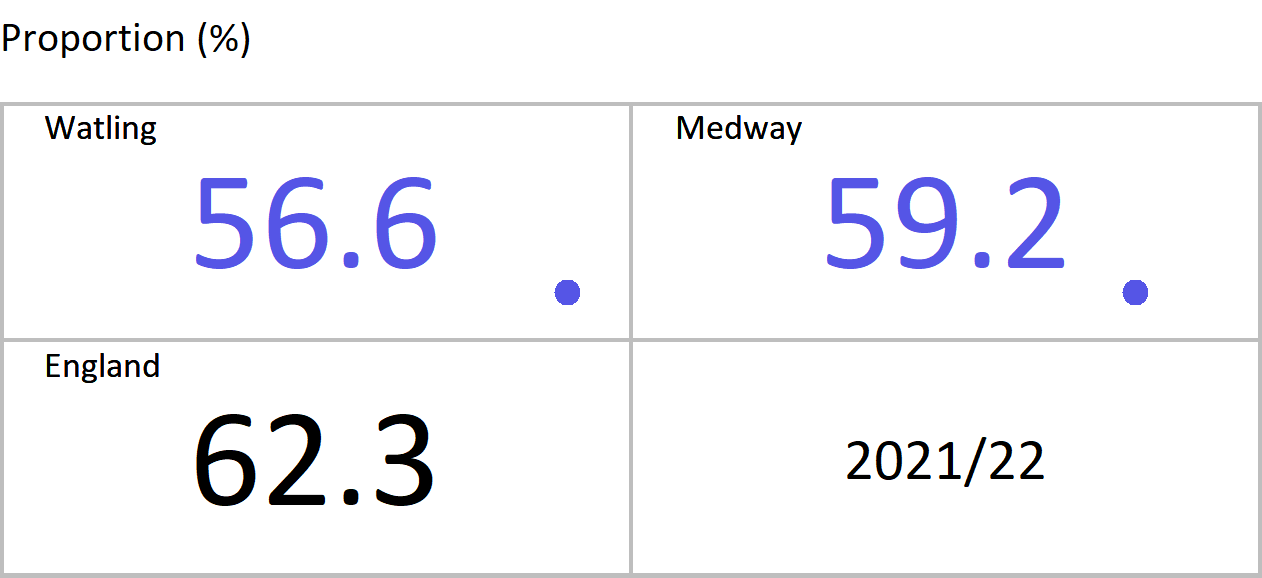 Proportion (%)
Watling
56.6
Medway
59.2
England
62.3
2021/22